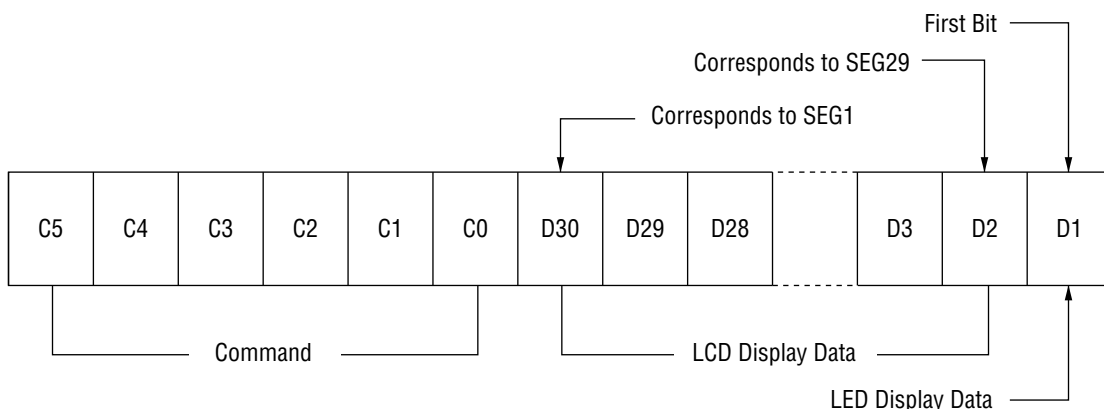 First Bit
Corresponds to SEG29
Corresponds to SEG1
C5 C4 C3 C2 C1 C0 D30 D29 D28 D3 D2 D1
Command LCD Display Data
LED Display Data